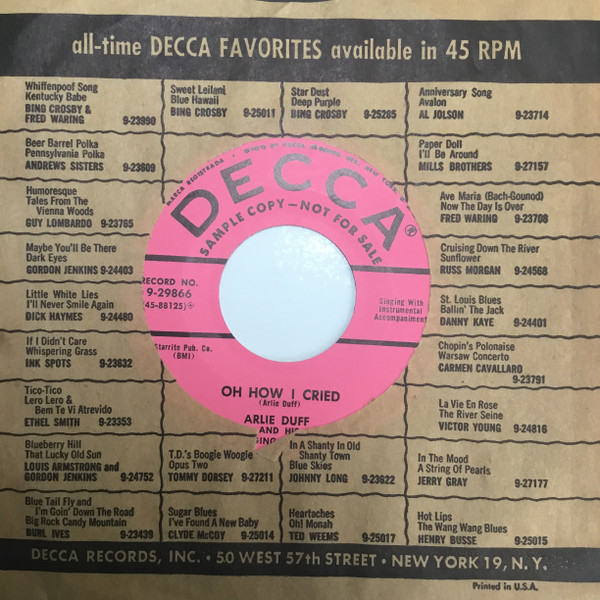 all-time DECCA FAVORITES available in 45 RPM
Whiffenpoof Song
Kentucky Babe
BING CROSBY &
FRED WARING 9-23990
Sweet Leilani
Blue Hawaii
BING CROSBY 9-25011
Star Dust
Deep Purple
BING CROSBY 9-25285
Anniversary Song
Avalon
AL JOLSON 9-23714
Beer Barrel Polka
Pennsylvania Polka
ANDREWS SISTERS 9-23609
Paper Doll
I'll Be Around
MILLS BROTHERS 9-27157
Humoresque
Tales From The
Vienna Woods
GUY LOMBARDO 9-23765
Ave Maria (Bach-Gounod)
Now The Day Is Over
FRED WARING 9-23708
Maybe You'll Be There
Dark Eyes
GORDON JENKINS 9-24403
Cruising Down The River
Sunflower
RUSS MORGAN 9-24568
Little White Lies
I'll Never Smile Again
DICK HAYMES 9-24480
St. Louis Blues
Ballin' The Jack
DANNY KAYE 9-24401
If I Didn't Care
Whispering Grass
INK SPOTS 9-23632
Chopin's Polonaise
Warsaw Concerto
CARMEN CAVALLARO
9-23791
Tico-Tico
Lero Lero &
Bem Te Vi Atrevido
ETHEL SMITH 9-23353
La Vie En Rose
The River Seine
VICTOR YOUNG 9-24816
Blueberry Hill
That Lucky Old Sun
LOUIS ARMSTRONG and
GORDON JENKINS 9-24752
T.D.'s Boogie Woogie
Opus Two
TOMMY DORSEY 9-27211
In A Shanty In Old
Shanty Town
Blue Skies
JOHNNY LONG 9-23622
In The Mood
A String Of Pearls
JERRY GRAY 9-27177
Blue Tail Fly and
I'm Goin' Down The Road
Big Rock Candy Mountain
BURL IVES 9-23439
Sugar Blues
I've Found A New Baby
CLYDE McCOY 9-25014
Heartaches
Oh! Monah
TED WEEMS 9-25017
Hot Lips
The Wang Wang Blues
HENRY BUSSE 9-25015
DECCA RECORDS, INC. • 50 WEST 57th STREET • NEW YORK 19, N. Y.
Printed in U.S.A.
MARCA REGISTRADA
DECCA®
SAMPLE COPY — NOT FOR SALE
RECORD NO.
9-29866
(45-88125)
Singing With
Instrumental
Accompaniment
Starrite Pub. Co.
(BMI)
OH HOW I CRIED
(Arlie Duff)
ARLIE DUFF
AND HIS